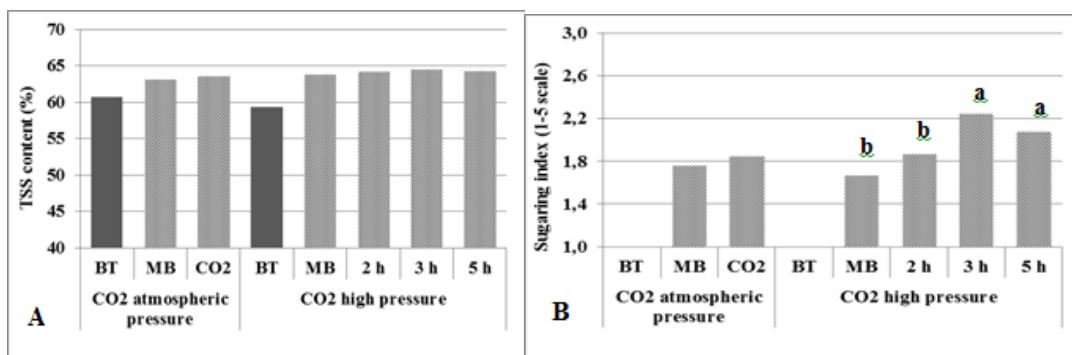 65
70
60
55
50
45
40
TSS content (%)
BT MB CO2 BT MB 2 h 3 h 5 h
CO2 atmospheric pressure
CO2 high pressure
A
3,0
2,6
2,2
1,8
1,4
1,0
Sugaring index (1-5 scale)
b b a a
BT MB CO2 BT MB 2 h 3 h 5 h
CO2 atmospheric pressure
CO2 high pressure
B